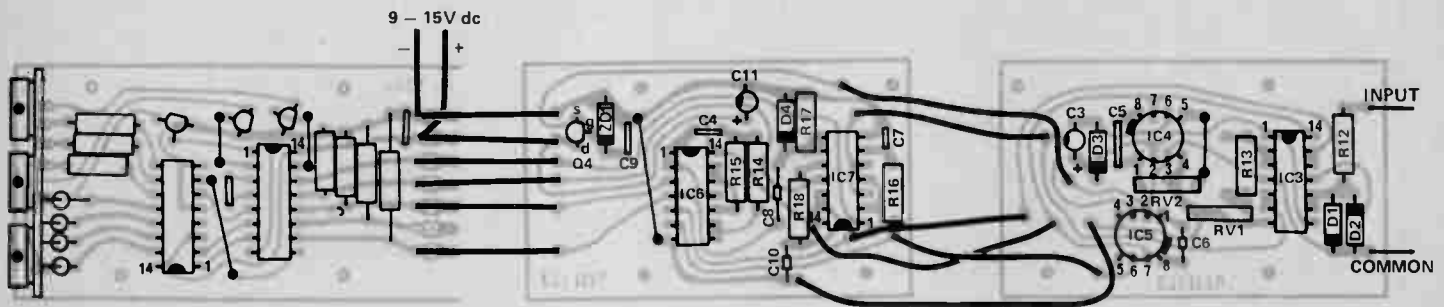 9 – 15V dc
– +
14 1
1 14
s g d
Q4
ZD1
C9
C4
C11
+
1 14
IC6
R15
R14
C8
C10
D4
R17
R18
IC7
14 1
C7
R16
C3
+
D3
C5
8 7 6 5
IC4
1 2 3 4
RV2
4 3 2 1
IC5
5 6 7 8
C6
RV1
R13
1 14
IC3
R12
D1
D2
INPUT
COMMON